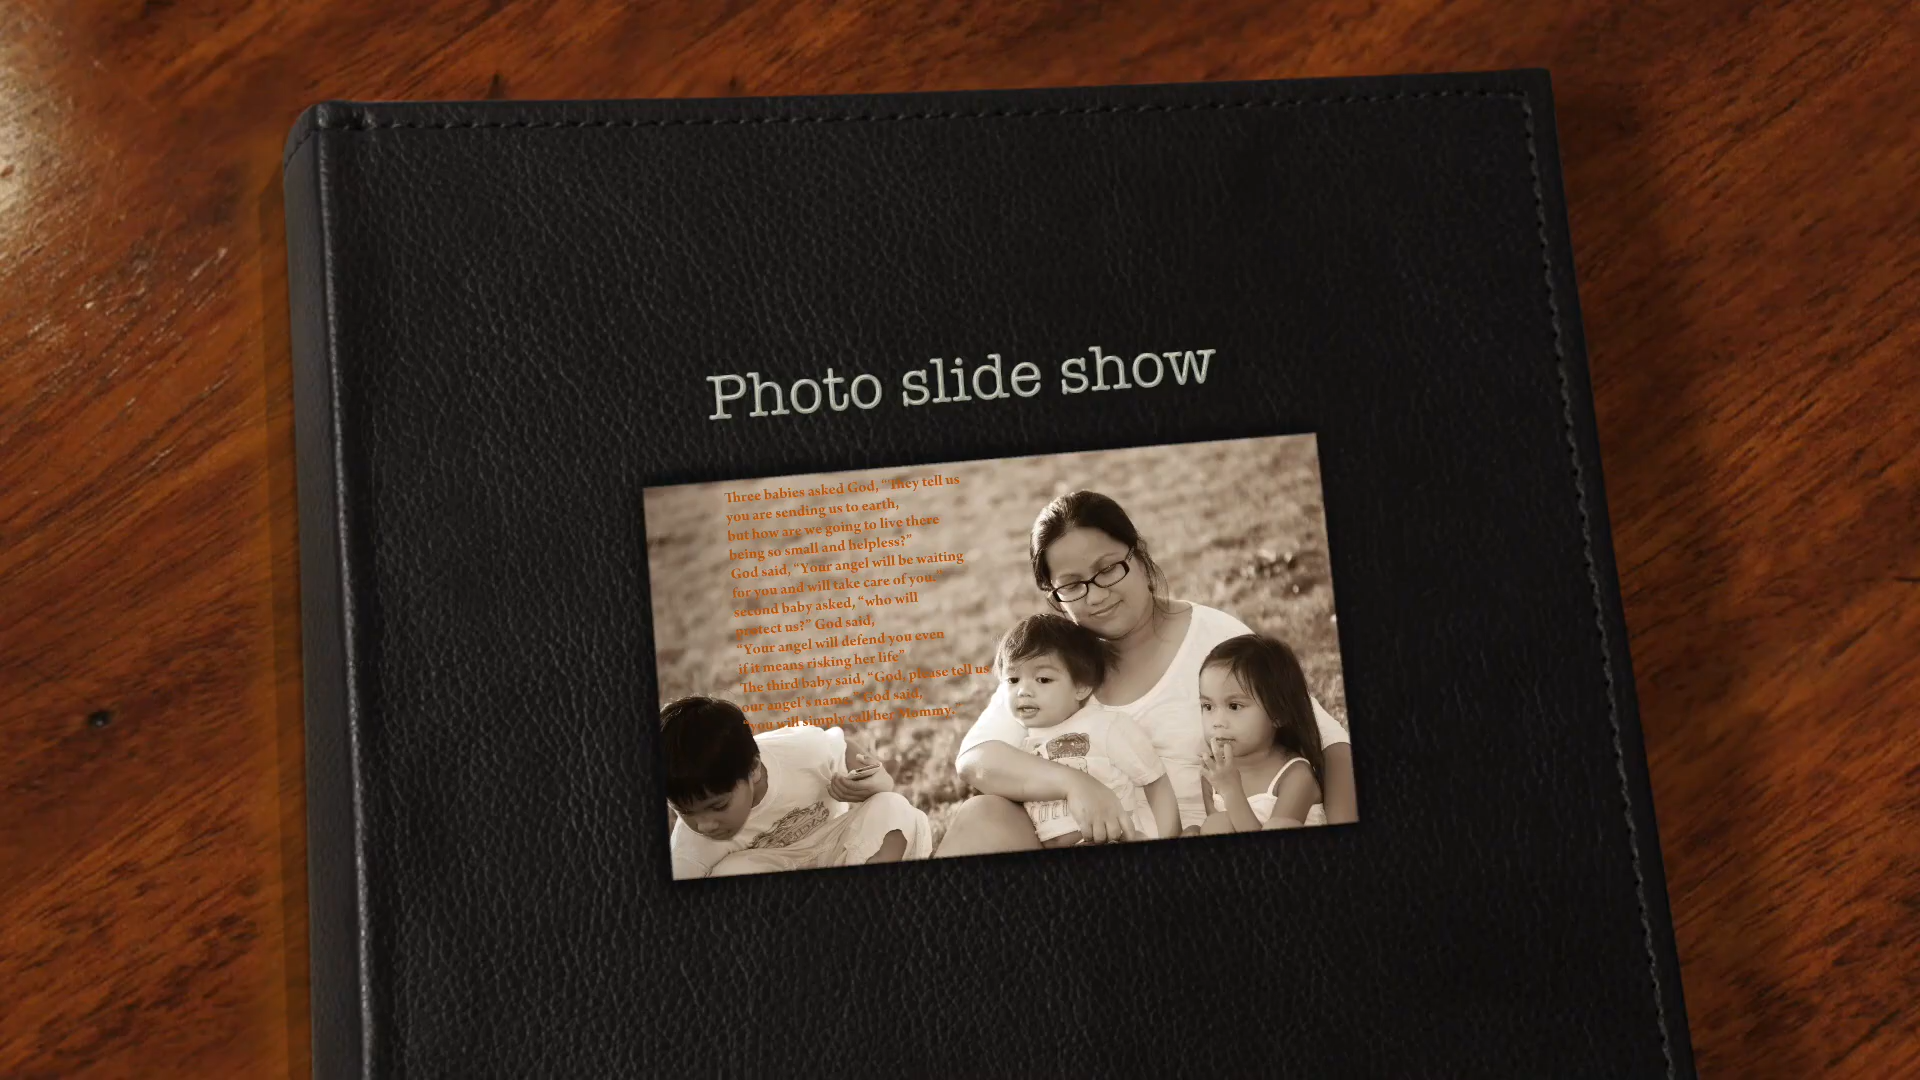 Photo slide show
Three babies asked God, “They tell us
you are sending us to earth,
but how are we going to live there
being so small and helpless?”
God said, “Your angel will be waiting
for you and will take care of you.”
second baby asked, “who will
protect us?” God said,
“Your angel will defend you even
if it means risking her life”
The third baby said, “God, please tell us
our angel's name.” God said,
“you will simply call her Mommy.”